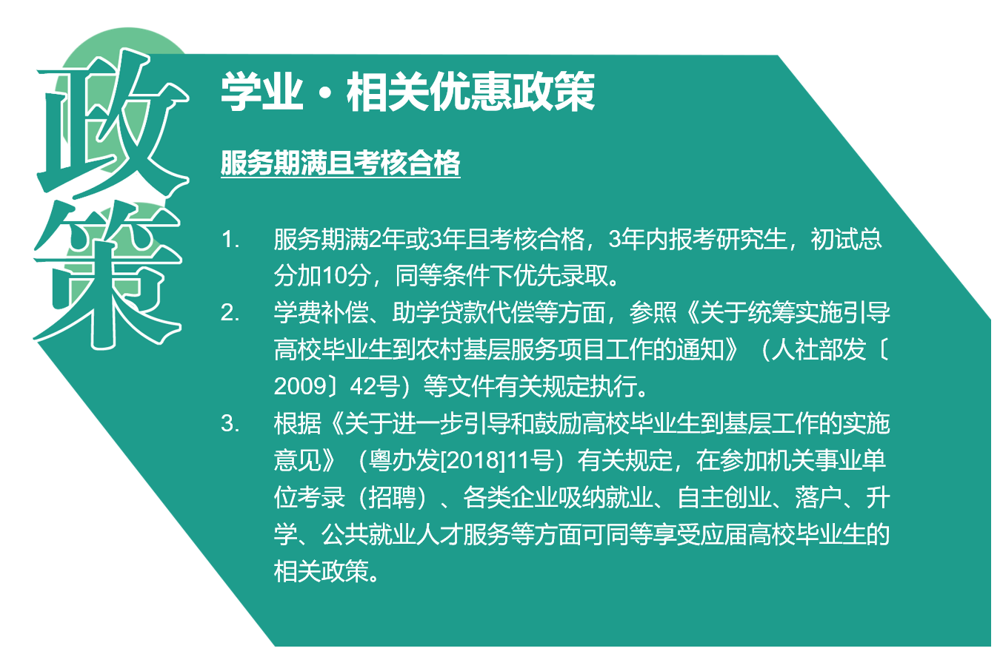 政
策
学业·相关优惠政策
服务期满且考核合格
1. 服务期满2年或3年且考核合格，3年内报考研究生，初试总
分加10分，同等条件下优先录取。
2. 学费补偿、助学贷款代偿等方面，参照《关于统筹实施引导
高校毕业生到农村基层服务项目工作的通知》（人社部发〔
2009〕42号）等文件有关规定执行。
3. 根据《关于进一步引导和鼓励高校毕业生到基层工作的实施
意见》（粤办发[2018]11号）有关规定，在参加机关事业单
位考录（招聘）、各类企业吸纳就业、自主创业、落户、升
学、公共就业人才服务等方面可同等享受应届高校毕业生的
相关政策。